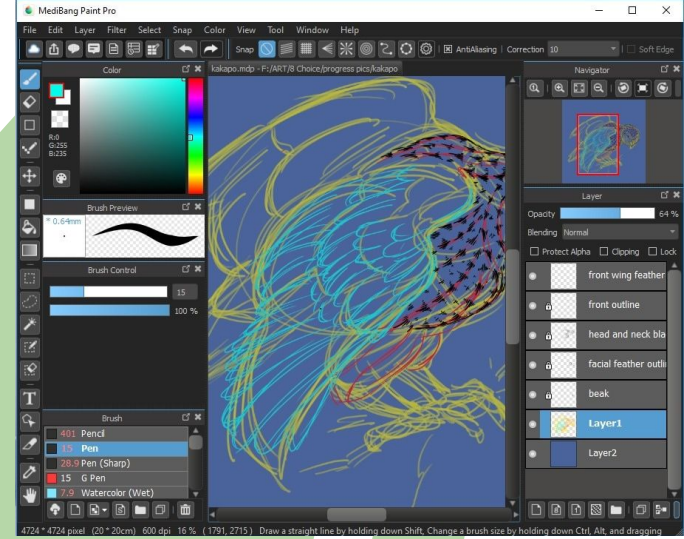 MediBang Paint Pro
File Edit Layer Filter Select Snap Color View Tool Window Help
Snap AntiAliasing Correction 10 Soft Edge
Color
kakapo.mdp - F:/ART/8 Choice/progress pics/kakapo
Navigator
R:0
G:255
B:235
Brush Preview
* 0.64mm
Brush Control
15
100 %
Layer
Opacity 64 %
Blending Normal
Protect Alpha Clipping Lock
front wing feather
front outline
head and neck bla
facial feather outli
beak
Layer1
Layer2
Brush
401 Pencil
15 Pen
28.9 Pen (Sharp)
15 G Pen
7.9 Watercolor (Wet)
4724 * 4724 pixel (20 * 20cm) 600 dpi 16 % ( 1791, 2715 ) Draw a straight line by holding down Shift, Change a brush size by holding down Ctrl, Alt, and dragging